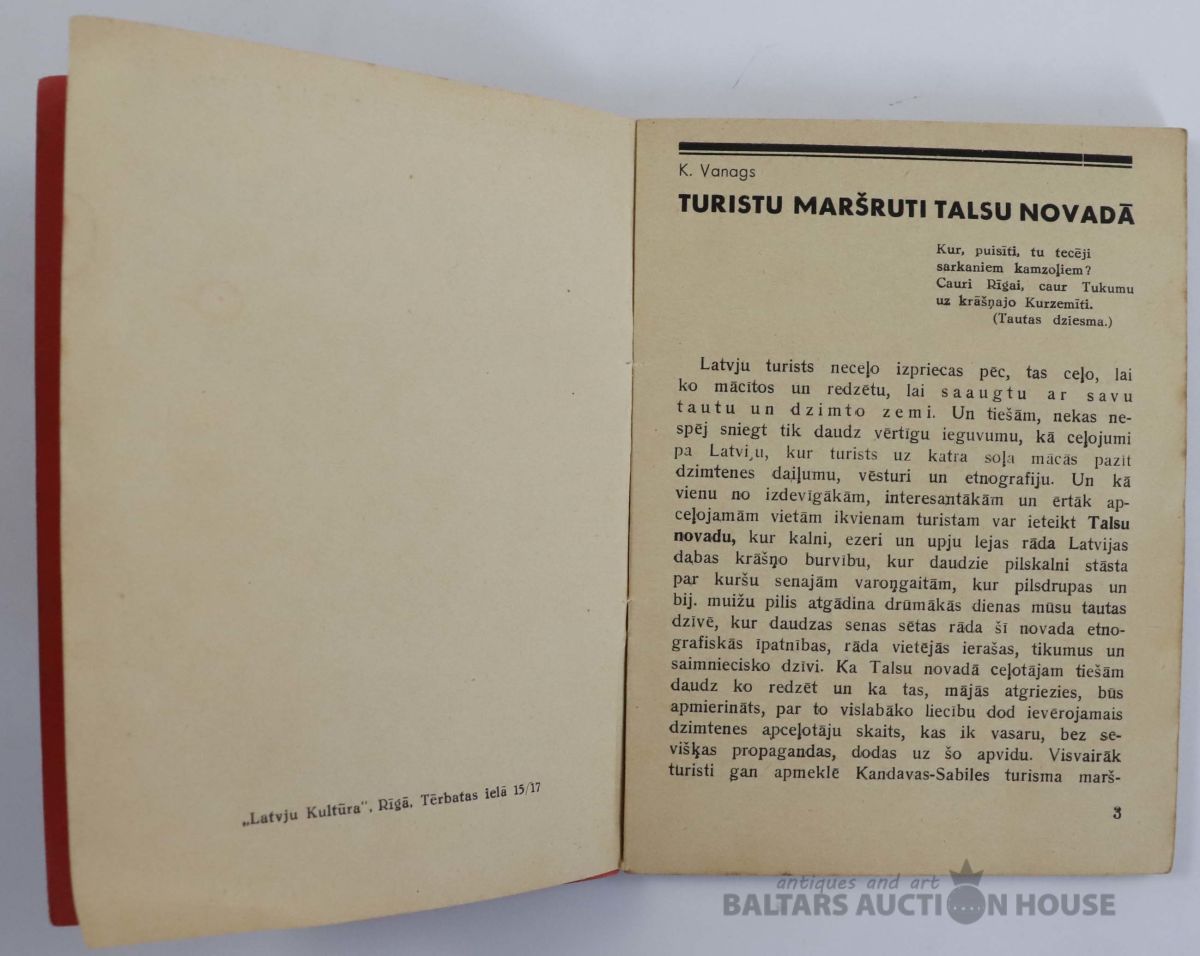 „Latvju Kultūra“, Rīgā, Tērbatas ielā 15/17
K. Vanags
TURISTU MARŠRUTI TALSU NOVADĀ
Kur, puisīti, tu tecēji
sarkaniem kamzoļiem?
Cauri Rīgai, caur Tukumu
uz krāšņajo Kurzemīti.
(Tautas dziesma.)
Latvju turists neceļo izpriecas pēc, tas ceļo, lai
ko mācītos un redzētu, lai saaugtu ar savu
tautu un dzimto zemi. Un tiešām, nekas ne-
spēj sniegt tik daudz vērtīgu ieguvumu, kā ceļojumi
pa Latviju, kur turists uz katra soļa mācās pazīt
dzimtenes daiļumu, vēsturi un etnografiju. Un kā
vienu no izdevīgākām, interesantākām un ērtāk ap-
ceļojamām vietām ikvienam turistam var ieteikt Talsu
novadu, kur kalni, ezeri un upju lejas rāda Latvijas
dabas krāšņo burvību, kur daudzie pilskalni stāsta
par kuršu senajām varoņgaitām, kur pilsdrupas un
bij. muižu pilis atgādina drūmākās dienas mūsu tautas
dzīvē, kur daudzas senas sētas rāda šī novada etno-
grafiskās īpatnības, rāda vietējās ierašas, tikumus un
saimniecisko dzīvi. Ka Talsu novadā ceļotājam tiešām
daudz ko redzēt un ka tas, mājās atgriezies, būs
apmierināts, par to vislabāko liecību dod ievērojamais
dzimtenes apceļotāju skaits, kas ik vasaru, bez se-
višķas propagandas, dodas uz šo apvidu. Visvairāk
turisti gan apmeklē Kandavas-Sabiles turisma marš-
3
antiques and art
BALTARS AUCTION HOUSE